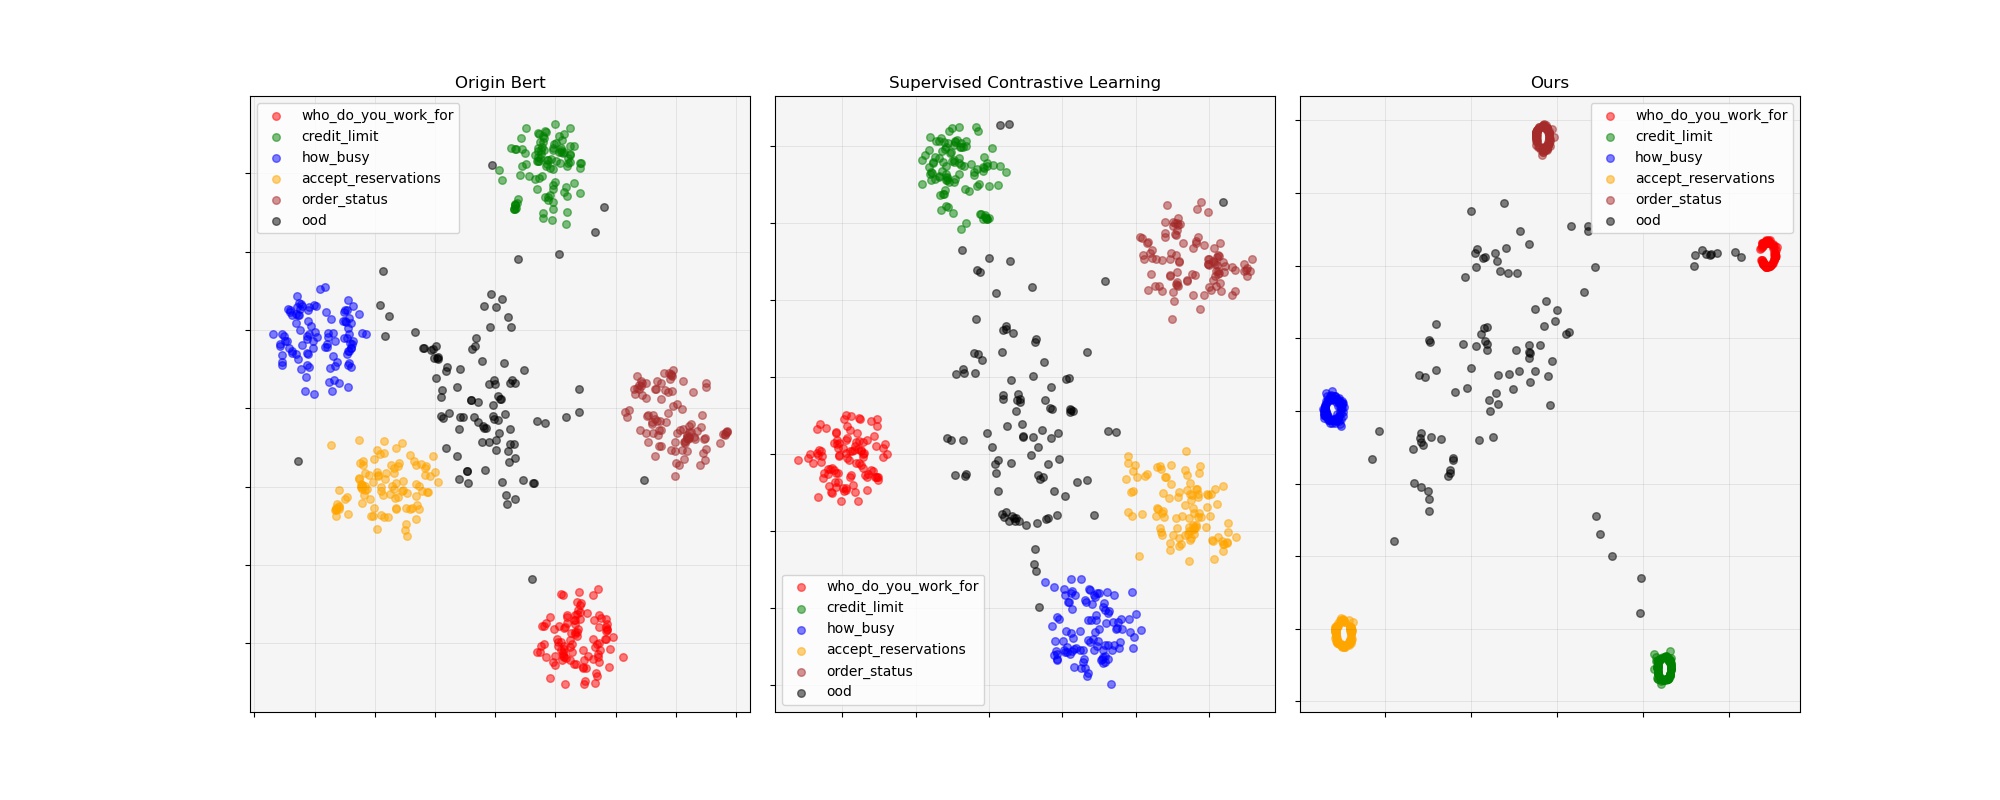 Origin Bert
who_do_you_work_for
credit_limit
how_busy
accept_reservations
order_status
ood
Supervised Contrastive Learning
who_do_you_work_for
credit_limit
how_busy
accept_reservations
order_status
ood
Ours
who_do_you_work_for
credit_limit
how_busy
accept_reservations
order_status
ood